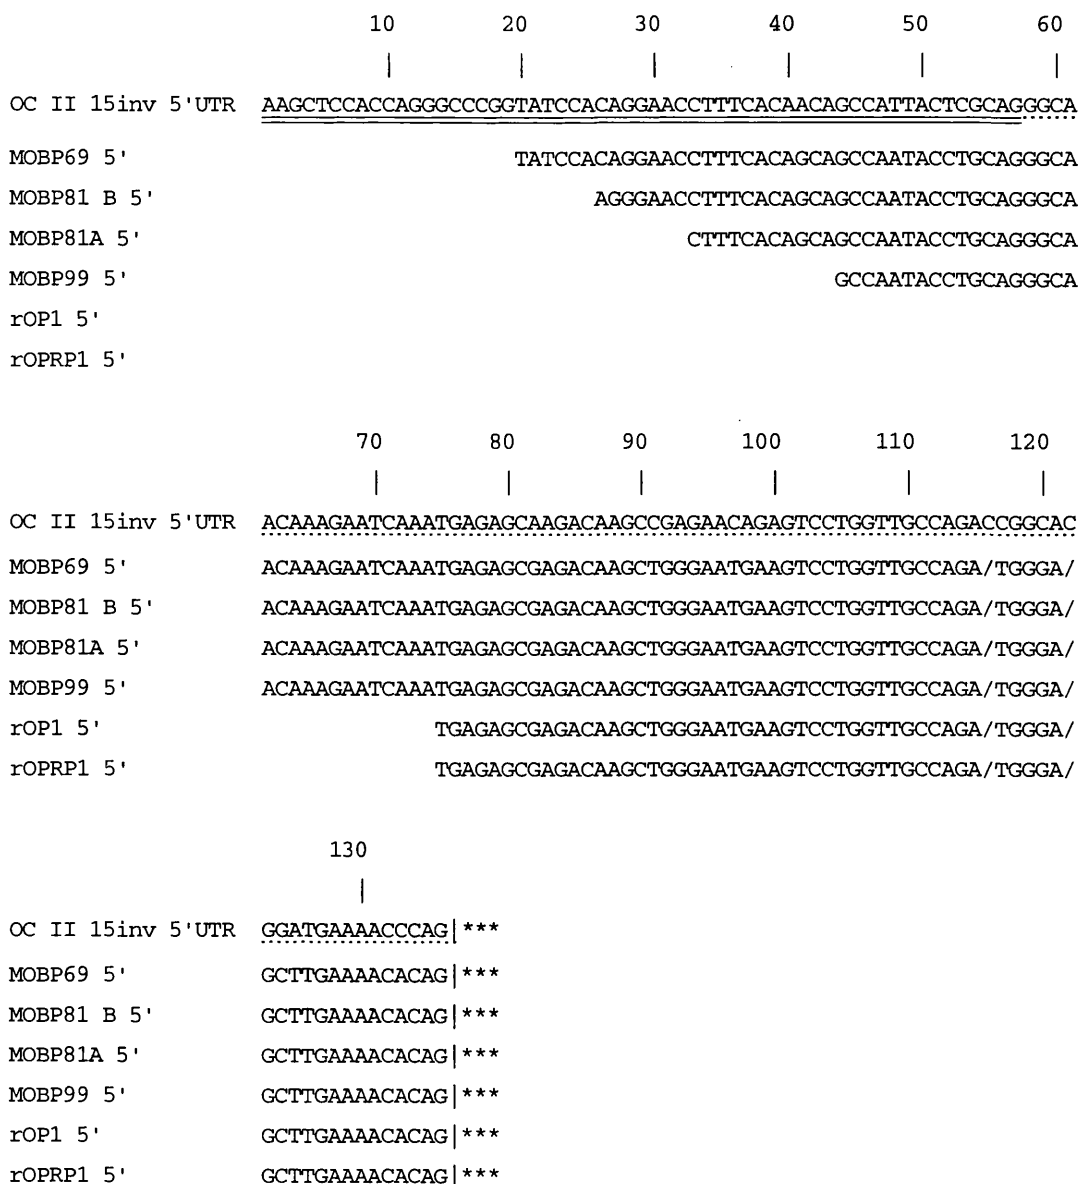 10 20 30 40 50 60
| | | | | |
OC II 15inv 5'UTR AAGCTCCACCAGGGCCCGGTATCCACAGGAACCTTTCACAACAGCCATTACTCGCAGGGCA
MOBP69 5' TATCCACAGGAACCTTTCACAGCAGCCAATACCTGCAGGGCA
MOBP81 B 5' AGGGAACCTTTCACAGCAGCCAATACCTGCAGGGCA
MOBP81A 5' CTTTCACAGCAGCCAATACCTGCAGGGCA
MOBP99 5' GCCAATACCTGCAGGGCA
rOP1 5'
rOPRP1 5'
70 80 90 100 110 120
| | | | | |
OC II 15inv 5'UTR ACAAAGAATCAAATGAGAGCAAGACAAGCCGAGAACAGAGTCCTGGTTGCCAGACCGGCAC
MOBP69 5' ACAAAGAATCAAATGAGAGCGAGACAAGCTGGGAATGAAGTCCTGGTTGCCAGA/TGGGA/
MOBP81 B 5' ACAAAGAATCAAATGAGAGCGAGACAAGCTGGGAATGAAGTCCTGGTTGCCAGA/TGGGA/
MOBP81A 5' ACAAAGAATCAAATGAGAGCGAGACAAGCTGGGAATGAAGTCCTGGTTGCCAGA/TGGGA/
MOBP99 5' ACAAAGAATCAAATGAGAGCGAGACAAGCTGGGAATGAAGTCCTGGTTGCCAGA/TGGGA/
rOP1 5' TGAGAGCGAGACAAGCTGGGAATGAAGTCCTGGTTGCCAGA/TGGGA/
rOPRP1 5' TGAGAGCGAGACAAGCTGGGAATGAAGTCCTGGTTGCCAGA/TGGGA/
130
|
OC II 15inv 5'UTR GGATGAAAACCCAG|***
MOBP69 5' GCTTGAAAACACAG|***
MOBP81 B 5' GCTTGAAAACACAG|***
MOBP81A 5' GCTTGAAAACACAG|***
MOBP99 5' GCTTGAAAACACAG|***
rOP1 5' GCTTGAAAACACAG|***
rOPRP1 5' GCTTGAAAACACAG|***